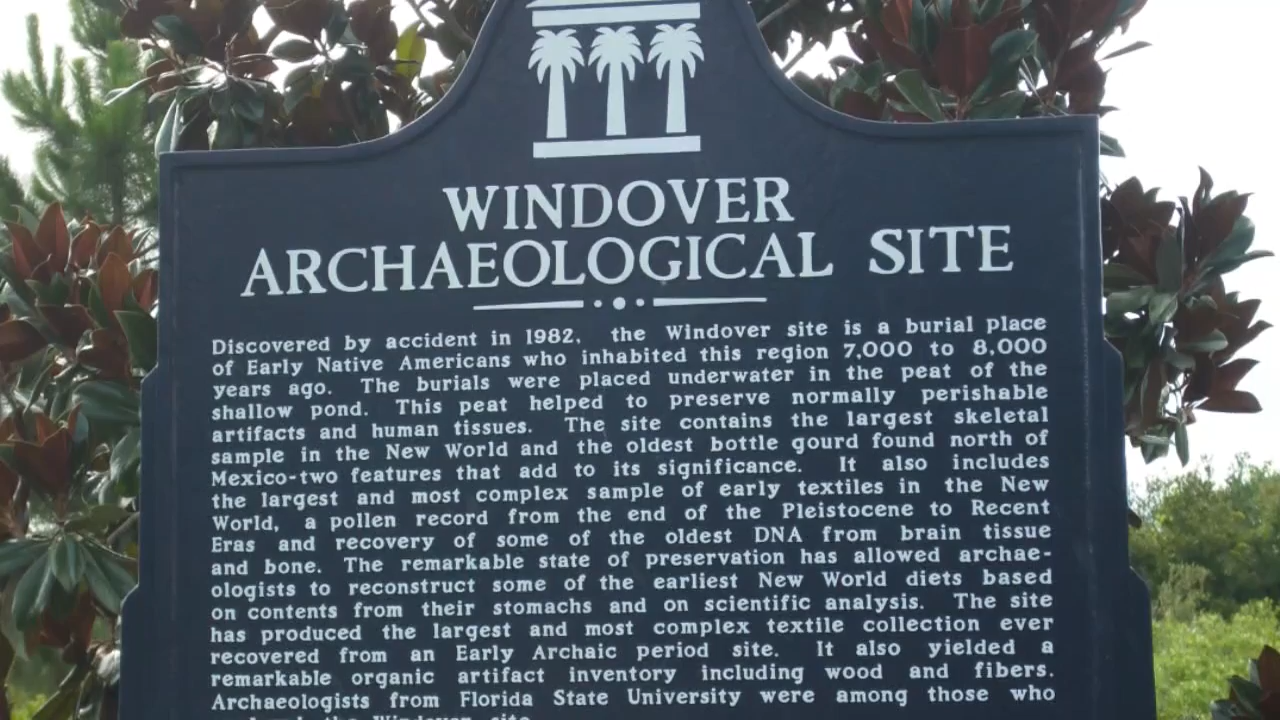 WINDOVER
ARCHAEOLOGICAL SITE
Discovered by accident in 1982, the Windover site is a burial place
of Early Native Americans who inhabited this region 7,000 to 8,000
years ago. The burials were placed underwater in the peat of the
shallow pond. This peat helped to preserve normally perishable
artifacts and human tissues. The site contains the largest skeletal
sample in the New World and the oldest bottle gourd found north of
Mexico-two features that add to its significance. It also includes
the largest and most complex sample of early textiles in the New
World, a pollen record from the end of the Pleistocene to Recent
Eras and recovery of some of the oldest DNA from brain tissue
and bone. The remarkable state of preservation has allowed archae-
ologists to reconstruct some of the earliest New World diets based
on contents from their stomachs and on scientific analysis. The site
has produced the largest and most complex textile collection ever
recovered from an Early Archaic period site. It also yielded a
remarkable organic artifact inventory including wood and fibers.
Archaeologists from Florida State University were among those who
the Windover site